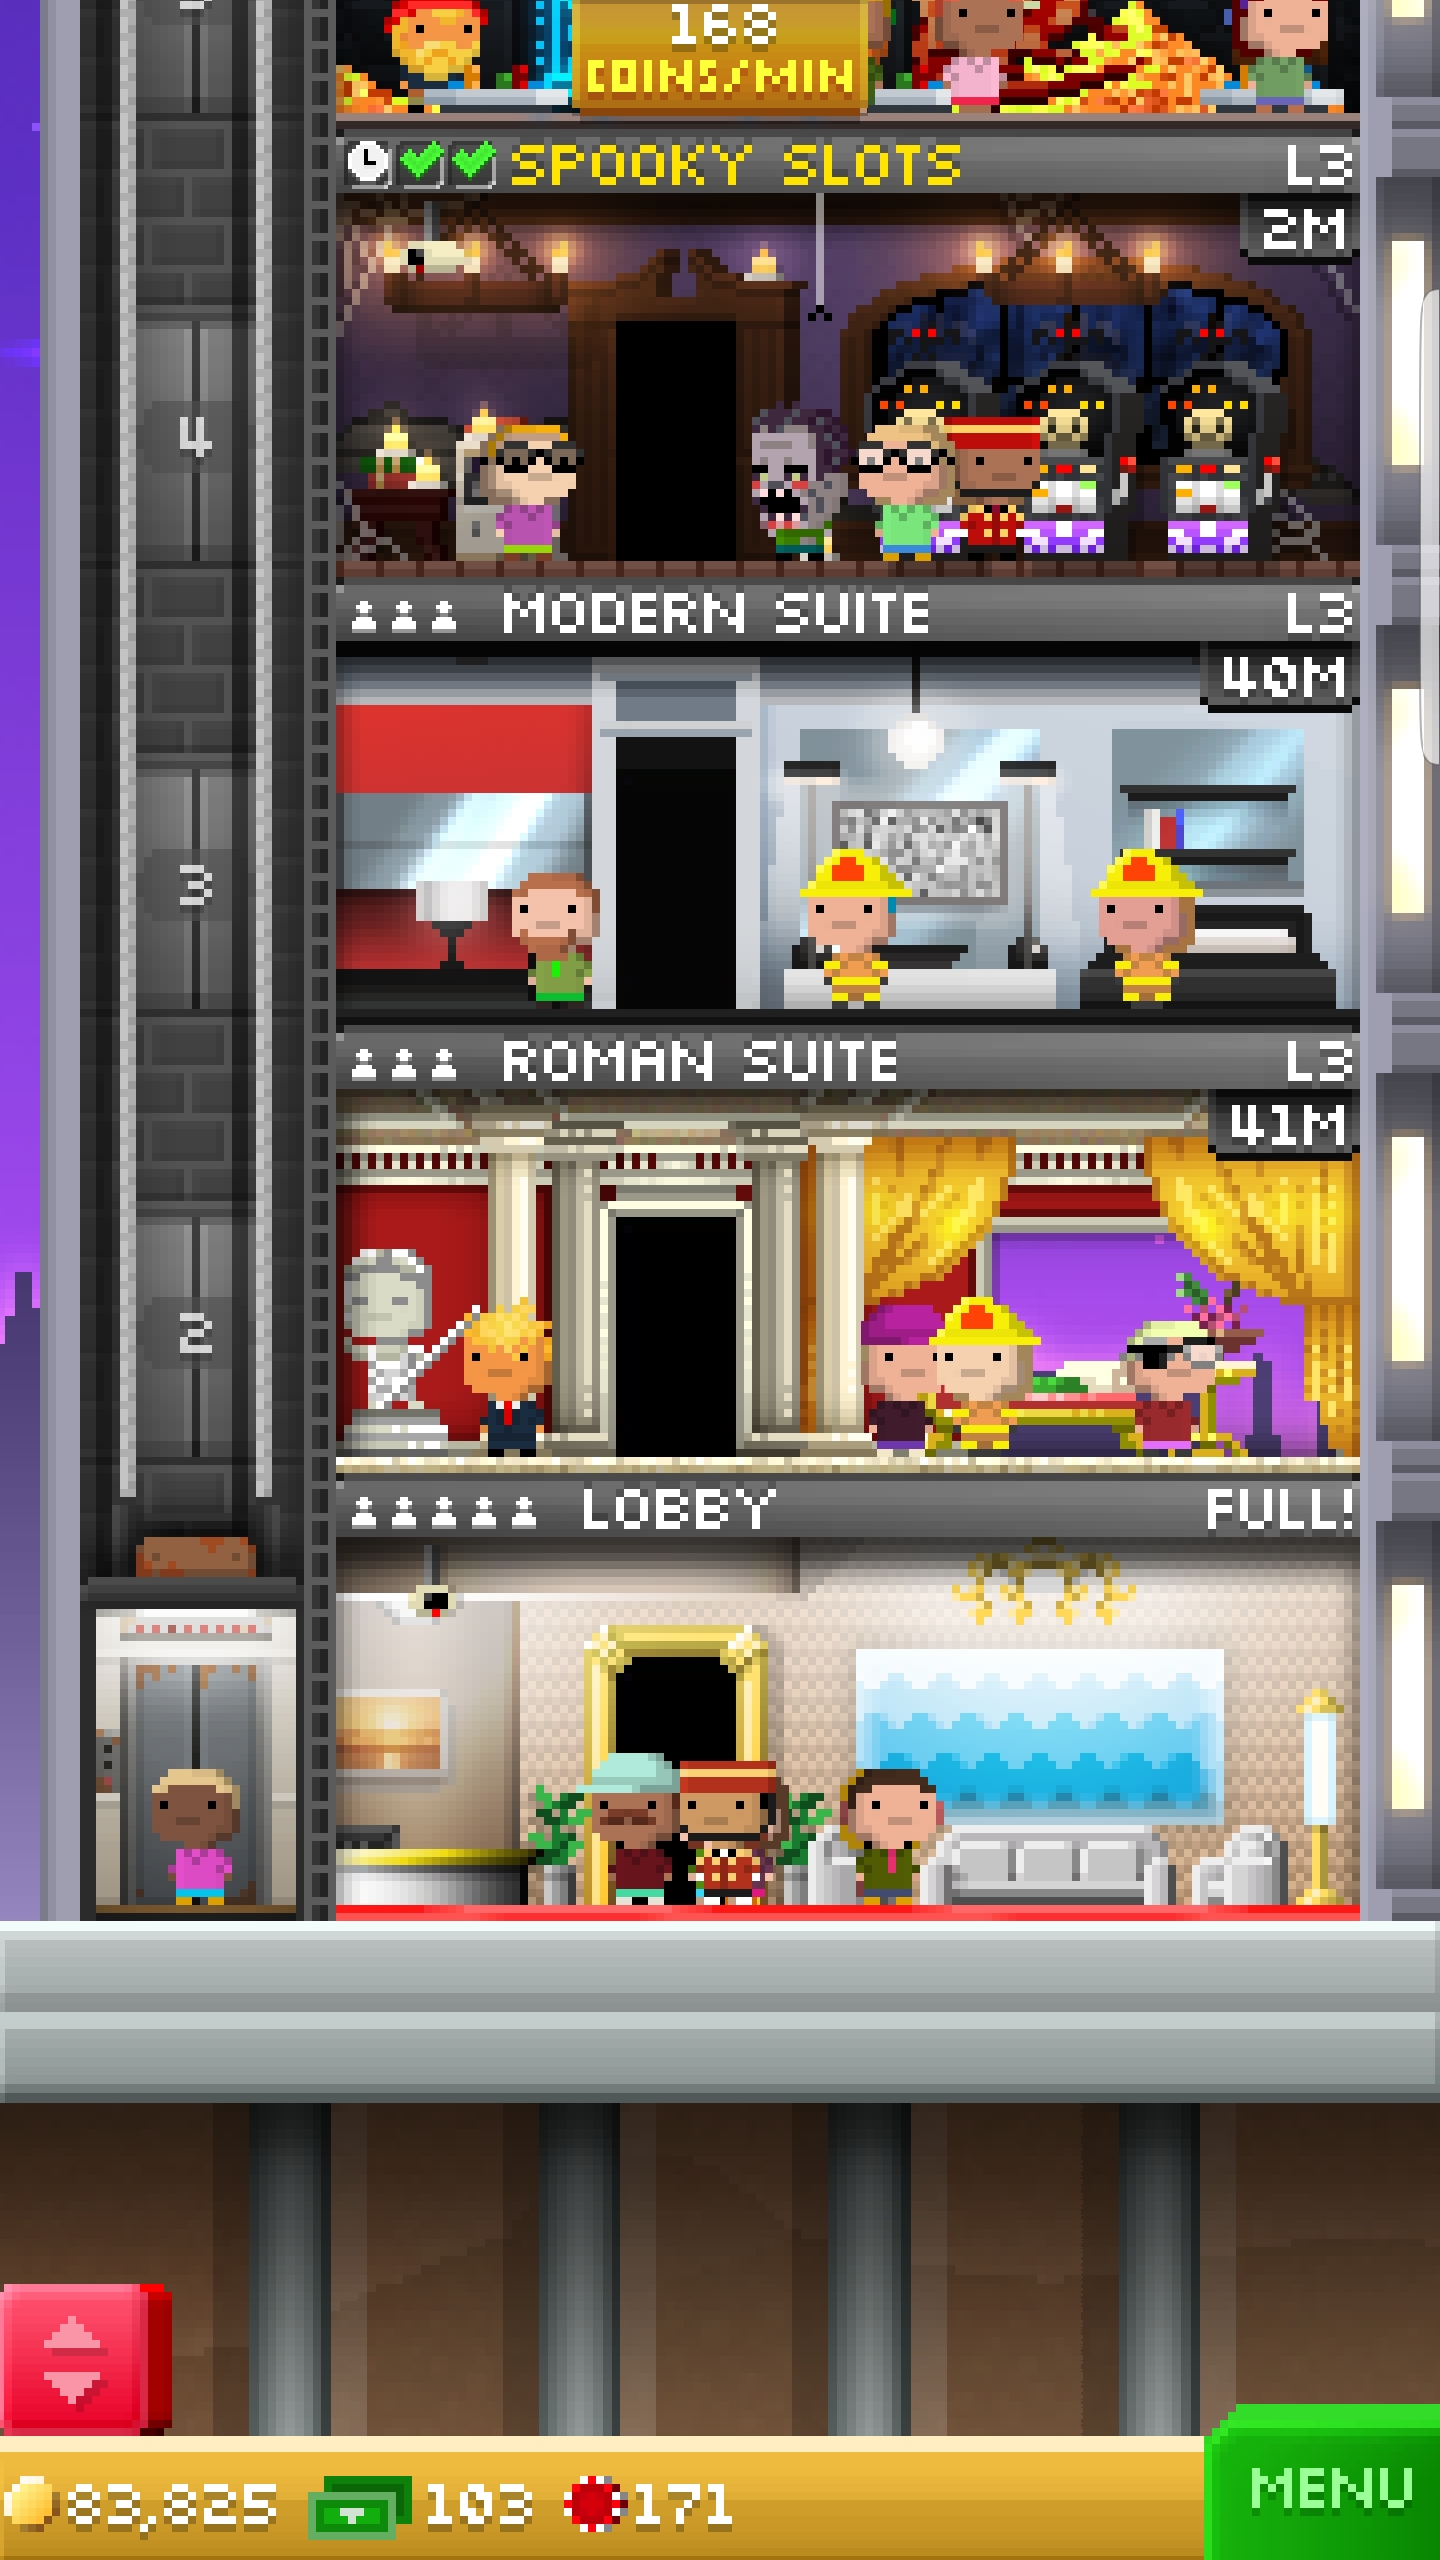 168
COINS/MIN
SPOOKY SLOTS L3
2M
4
MODERN SUITE L3
40M
3
ROMAN SUITE L3
41M
2
LOBBY FULL!
83,825 103 171
MENU